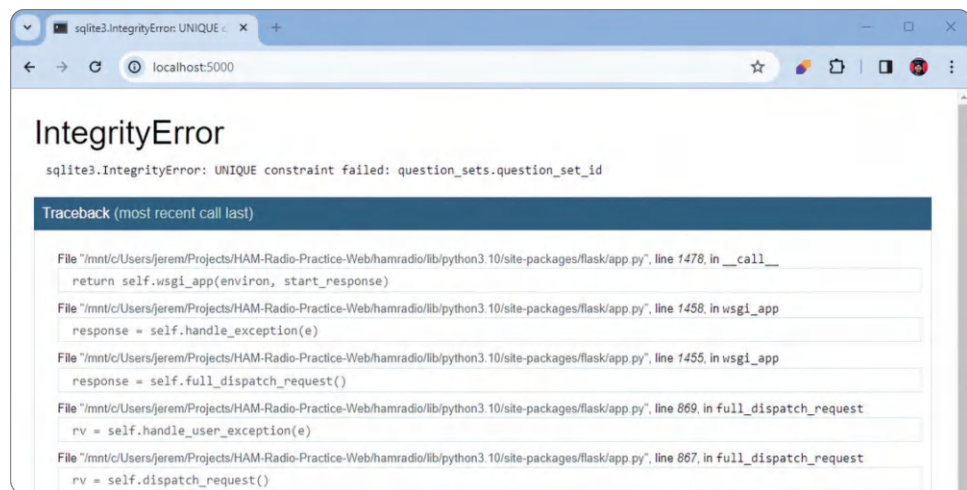 sqlite3.IntegrityError: UNIQUE c
localhost:5000
IntegrityError
sqlite3.IntegrityError: UNIQUE constraint failed: question_sets.question_set_id
Traceback (most recent call last)
File "/mnt/c/Users/jerem/Projects/HAM-Radio-Practice-Web/hamradio/lib/python3.10/site-packages/flask/app.py", line 1478, in __call__
return self.wsgi_app(environ, start_response)
File "/mnt/c/Users/jerem/Projects/HAM-Radio-Practice-Web/hamradio/lib/python3.10/site-packages/flask/app.py", line 1458, in wsgi_app
response = self.handle_exception(e)
File "/mnt/c/Users/jerem/Projects/HAM-Radio-Practice-Web/hamradio/lib/python3.10/site-packages/flask/app.py", line 1455, in wsgi_app
response = self.full_dispatch_request()
File "/mnt/c/Users/jerem/Projects/HAM-Radio-Practice-Web/hamradio/lib/python3.10/site-packages/flask/app.py", line 869, in full_dispatch_request
rv = self.handle_user_exception(e)
File "/mnt/c/Users/jerem/Projects/HAM-Radio-Practice-Web/hamradio/lib/python3.10/site-packages/flask/app.py", line 867, in full_dispatch_request
rv = self.dispatch_request()